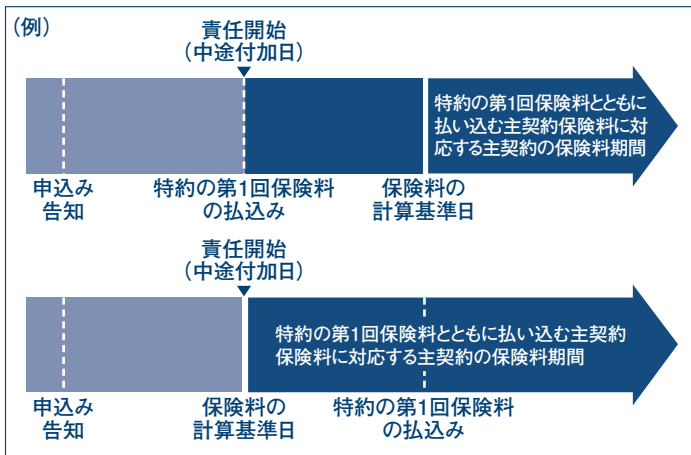 （例）
責任開始
（中途付加日）
特約の第1回保険料とともに
払い込む主契約保険料に対
応する主契約の保険料期間
申込み
告知
特約の第1回保険料
の払込み
保険料の
計算基準日
責任開始
（中途付加日）
特約の第1回保険料とともに払い込む主契約
保険料に対応する主契約の保険料期間
申込み
告知
保険料の
計算基準日
特約の第1回保険料
の払込み